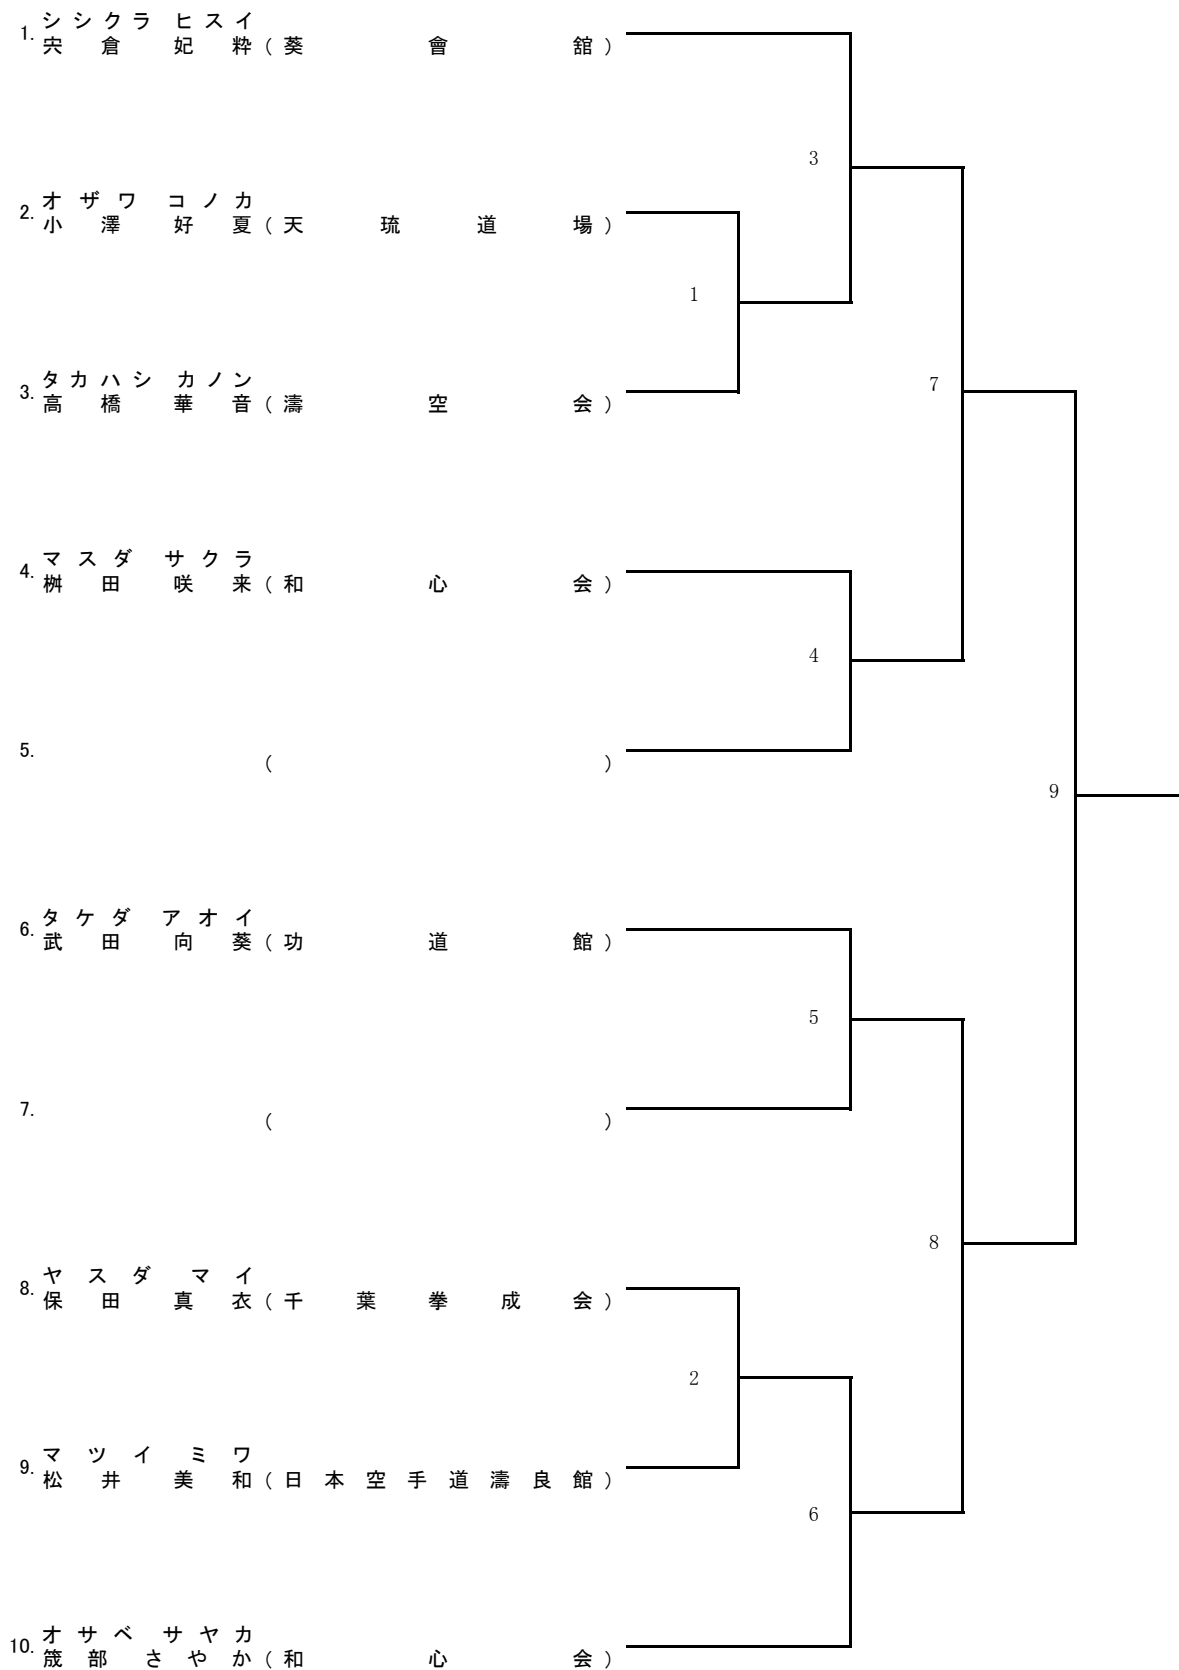 シシクラ ヒスイ
1. 宍倉 妃粋 (葵會舘)
3
オザワ コノカ
2. 小澤 好夏 (天琉道場)
1
タカハシ カノン
3. 高橋 華音 (濤空会)
7
マスダ サクラ
4. 桝田 咲来 (和心会)
4
5. ( )
9
タケダ アオイ
6. 武田 向葵 (功道館)
5
7. ( )
8
ヤスダ マイ
8. 保田 真衣 (千葉拳成会)
2
マツイ ミワ
9. 松井 美和 (日本空手道濤良館)
6
オサベ サヤカ
10. 筬部 さやか (和心会)